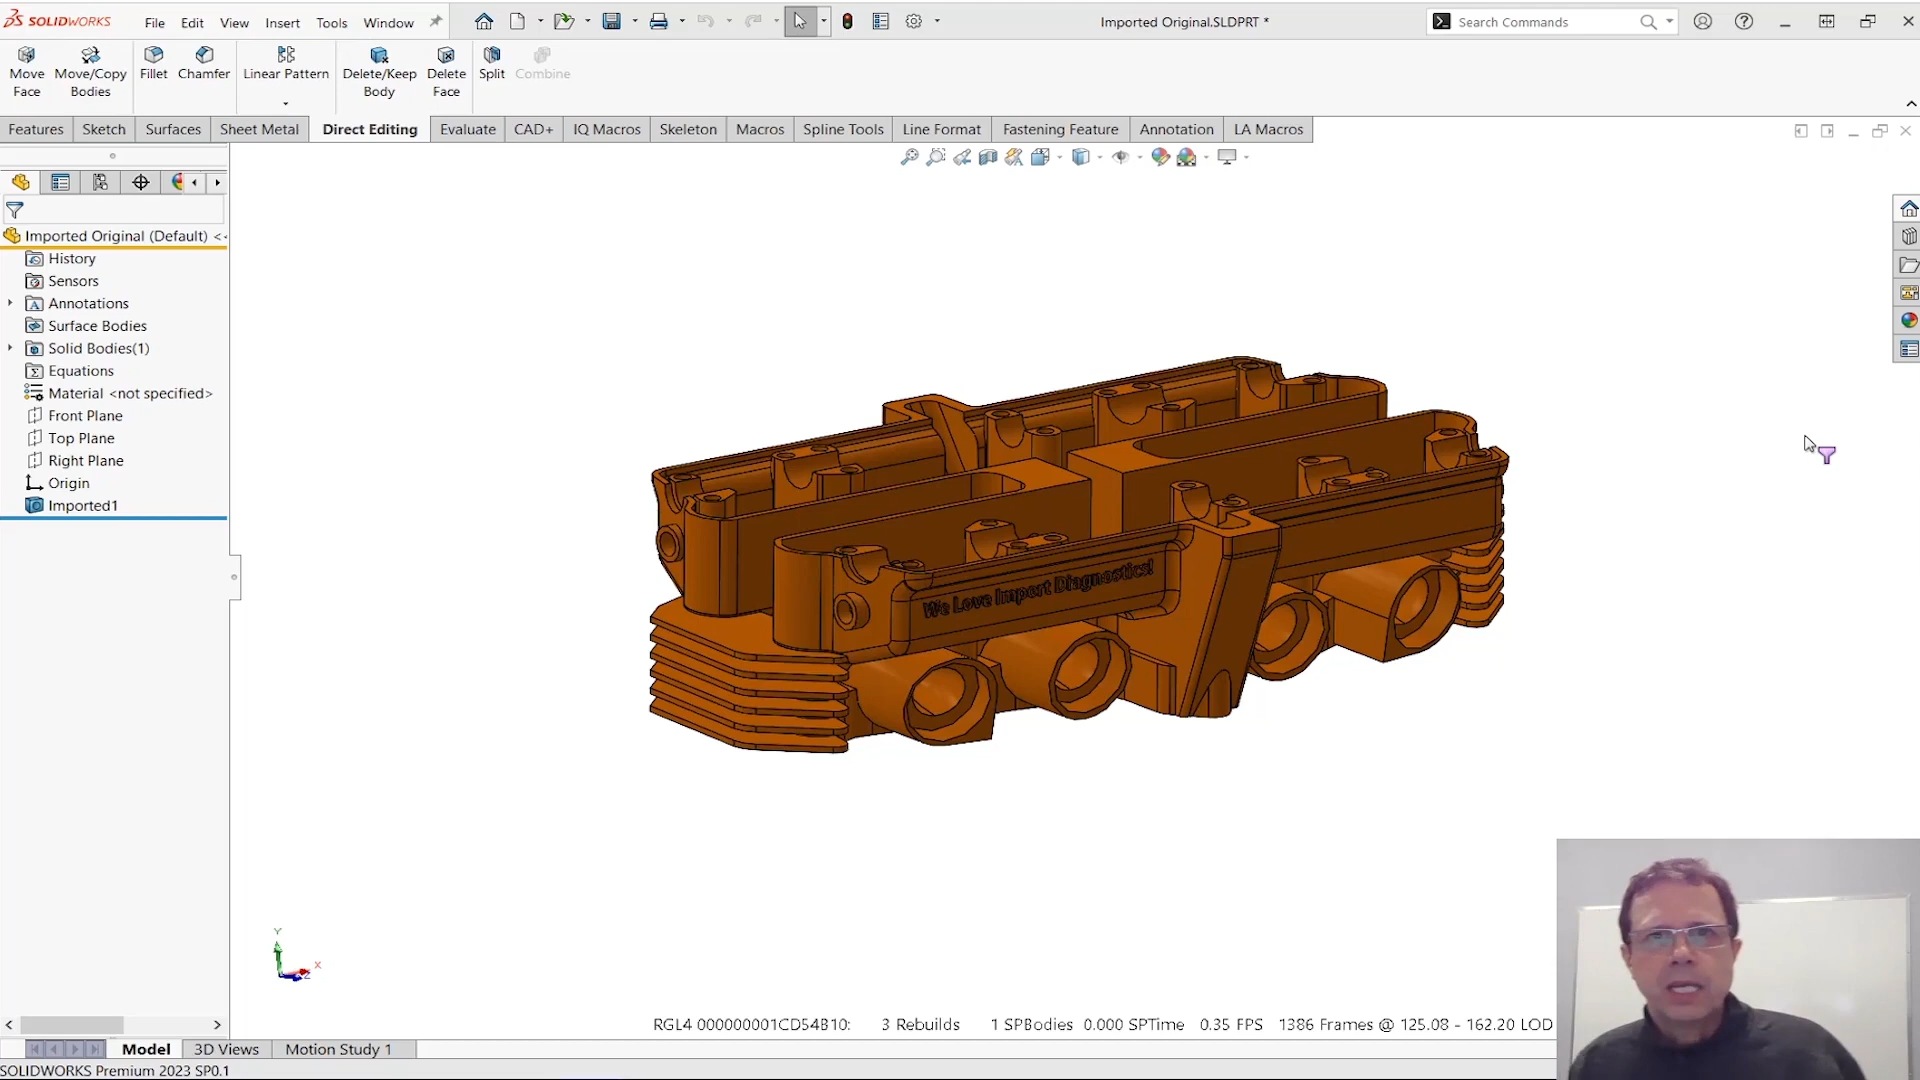 SOLIDWORKS File Edit View Insert Tools Window
Imported Original.SLDPRT *
Search Commands
Move Face
Move/Copy Bodies
Fillet
Chamfer
Linear Pattern
Delete/Keep Body
Delete Face
Split
Combine
Features Sketch Surfaces Sheet Metal Direct Editing Evaluate CAD+ IQ Macros Skeleton Macros Spline Tools Line Format Fastening Feature Annotation LA Macros
Imported Original (Default) <
History
Sensors
Annotations
Surface Bodies
Solid Bodies(1)
Equations
Material <not specified>
Front Plane
Top Plane
Right Plane
Origin
Imported1
We Love Import Diagnostics!
Y
X
Z
RGL4 000000001CD54B10: 3 Rebuilds 1 SPBodies 0.000 SPTime 0.35 FPS 1386 Frames @ 125.08 - 162.20 LOD
Model 3D Views Motion Study 1
SOLIDWORKS Premium 2023 SP0.1